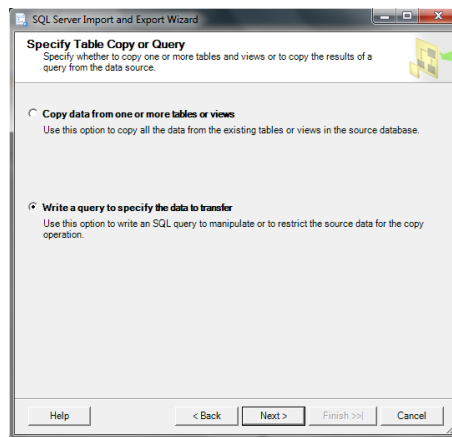 SQL Server Import and Export Wizard
Specify Table Copy or Query
Specify whether to copy one or more tables and views or to copy the results of a
query from the data source.
Copy data from one or more tables or views
Use this option to copy all the data from the existing tables or views in the source database.
Write a query to specify the data to transfer
Use this option to write an SQL query to manipulate or to restrict the source data for the copy
operation.
Help < Back Next > Finish >>| Cancel